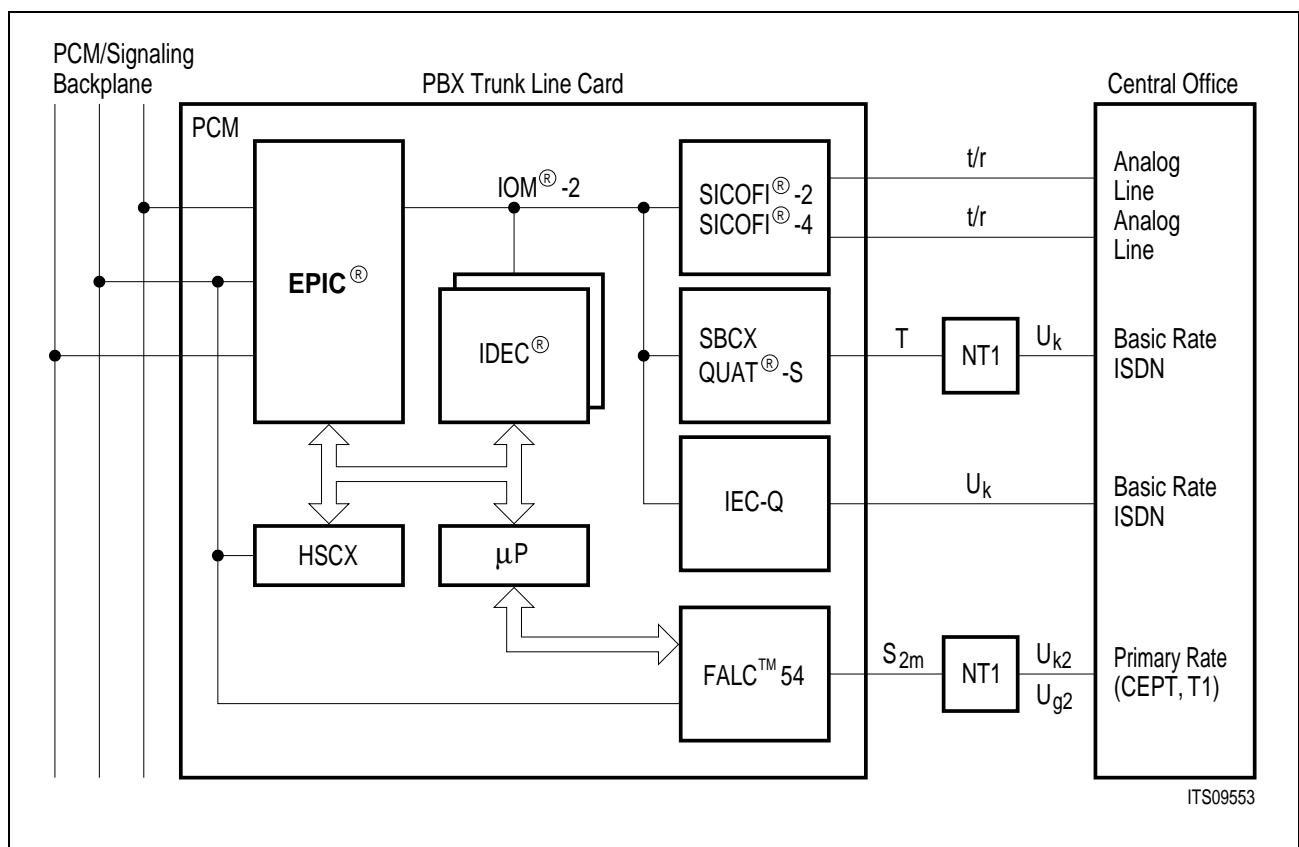 PCM/Signaling
Backplane
PBX Trunk Line Card
Central Office
PCM
EPIC®
IOM®-2
IDEC®
HSCX
µP
SICOFI®-2
SICOFI®-4
t/r
t/r
Analog
Line
Analog
Line
SBCX
QUAT®-S
T
NT1
Uk
Basic Rate
ISDN
IEC-Q
Uk
Basic Rate
ISDN
FALC™ 54
S2m
NT1
Uk2
Ug2
Primary Rate
(CEPT, T1)
ITS09553